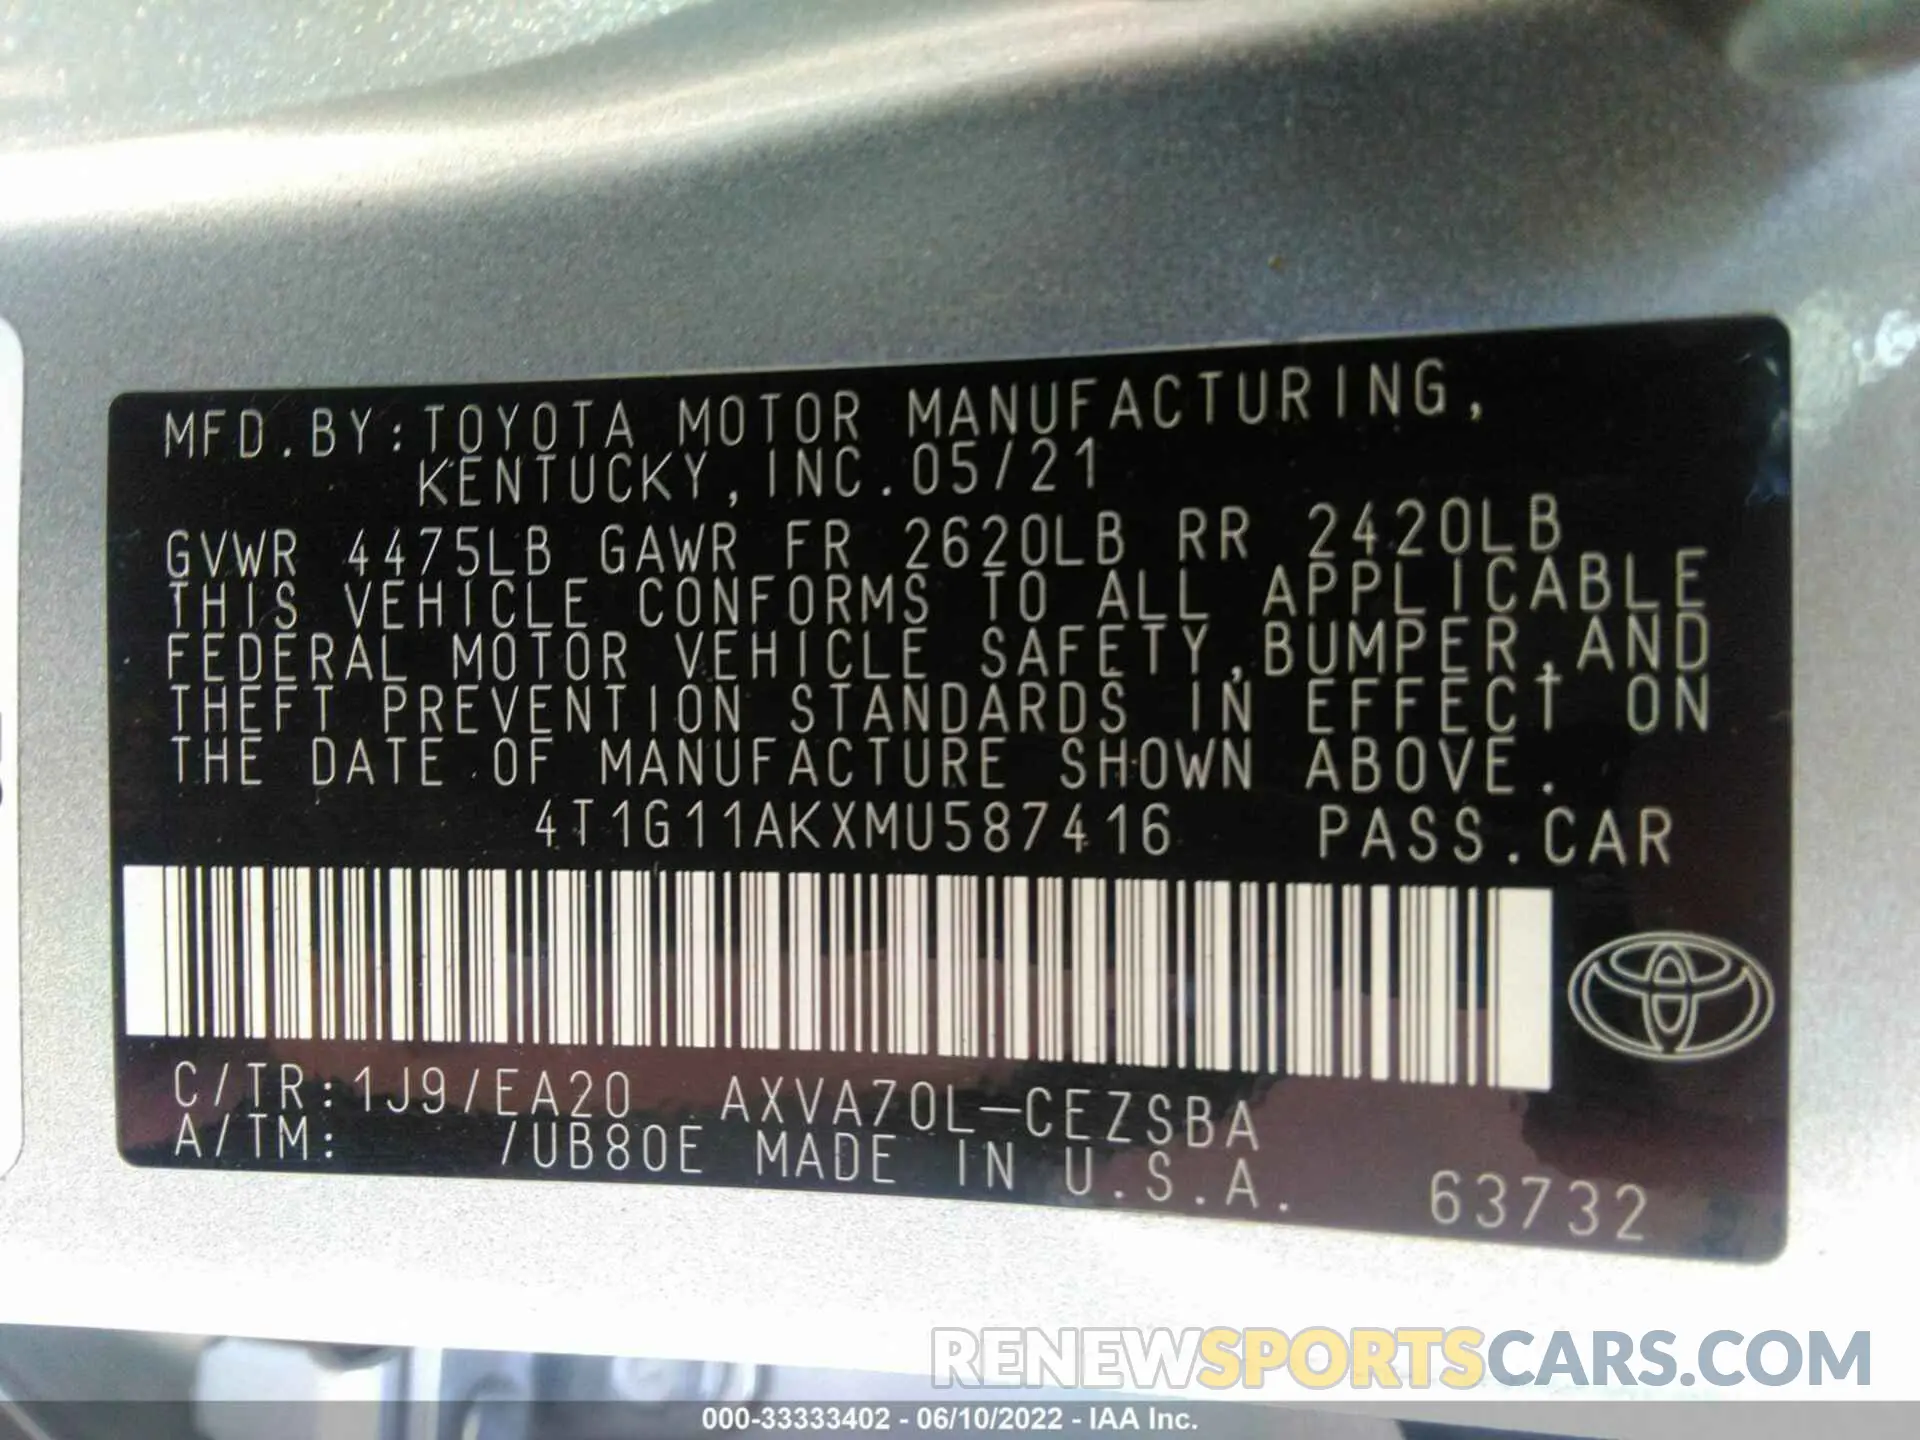 MFD.BY:TOYOTA MOTOR MANUFACTURING,
KENTUCKY,INC.05/21
GVWR 4475LB GAWR FR 2620LB RR 2420LB
THIS VEHICLE CONFORMS TO ALL APPLICABLE
FEDERAL MOTOR VEHICLE SAFETY,BUMPER,AND
THEFT PREVENTION STANDARDS IN EFFECT ON
THE DATE OF MANUFACTURE SHOWN ABOVE.
4T1G11AKXMU587416 PASS.CAR
C/TR:1J9/EA20 AXVA70L-CEZSBA
A/TM: /UB80E MADE IN U.S.A. 63732
RENEWSPORTSCARS.COM
000-33333402 - 06/10/2022 - IAA Inc.